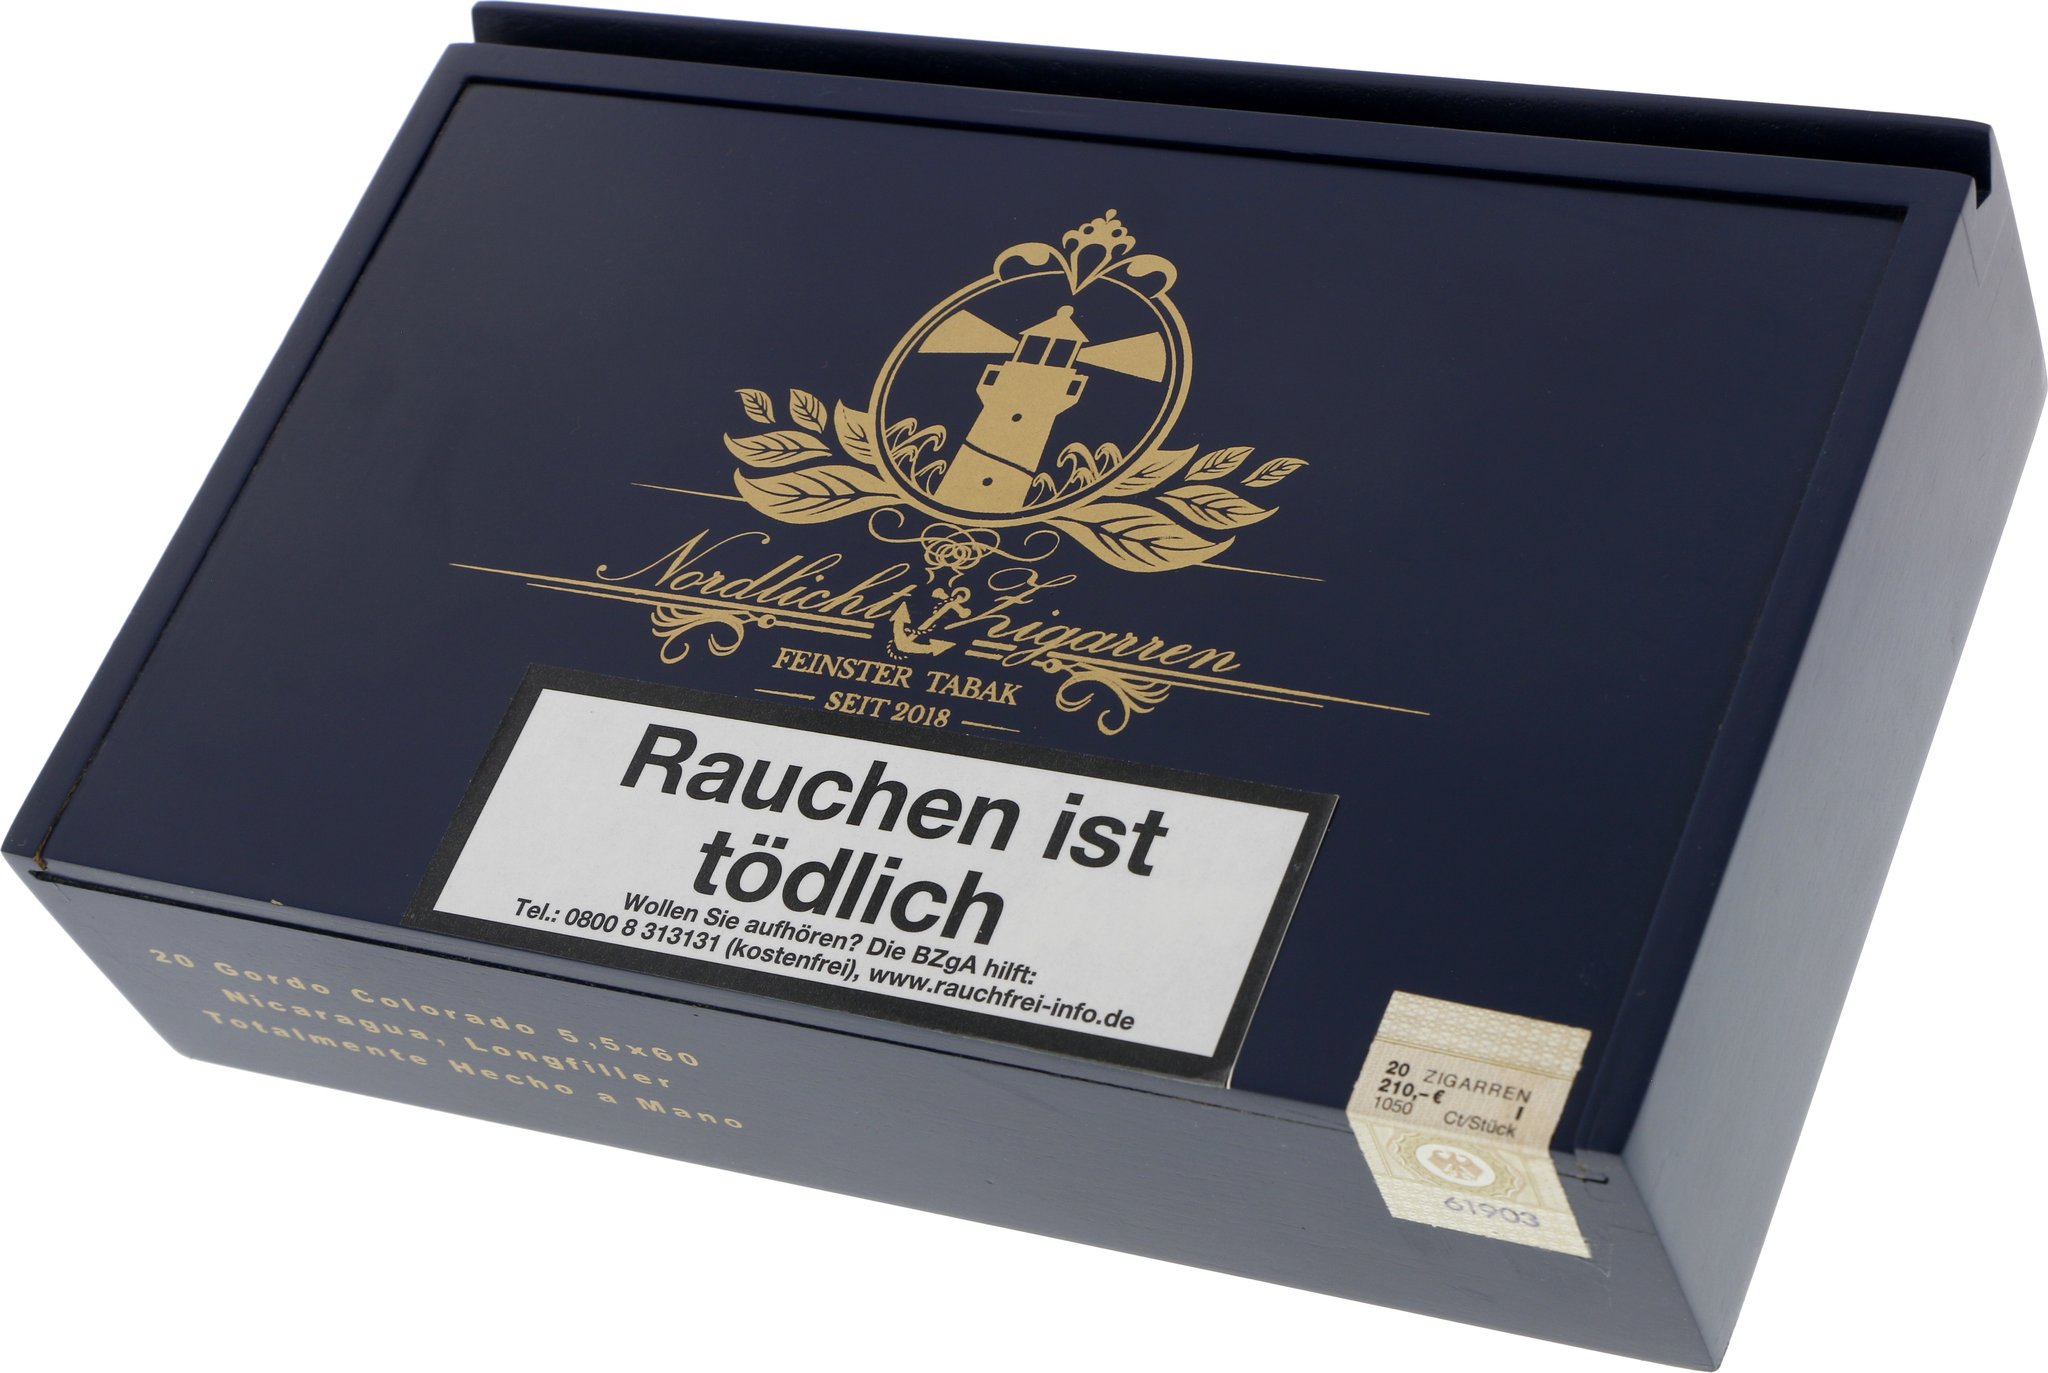 Nordlicht Zigarren
FEINSTER TABAK
SEIT 2018
Rauchen ist
tödlich
Wollen Sie aufhören? Die BZgA hilft:
Tel.: 0800 8 313131 (kostenfrei), www.rauchfrei-info.de
20 Gordo Colorado 5,5x60
Nicaragua, Longfiller
Totalmente Hecho a Mano
20 ZIGARREN
210,-€ I
1050 Ct/Stück
61903